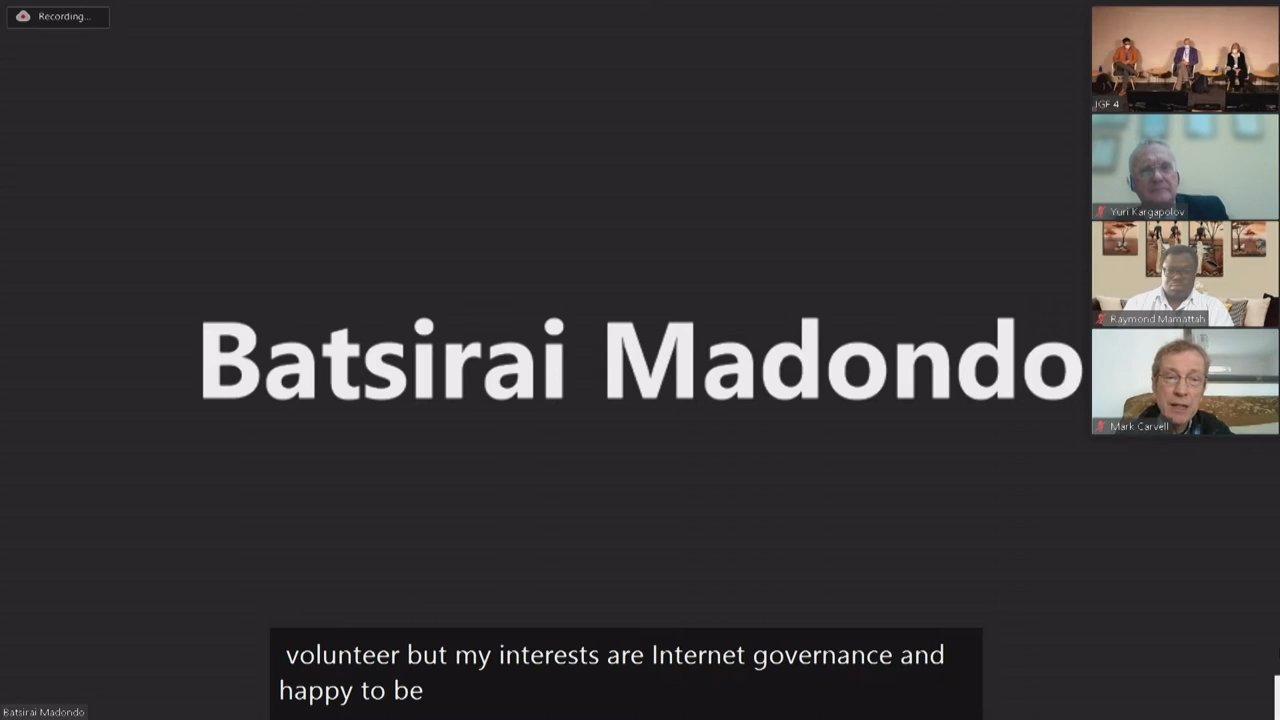 Recording...
IGF 4
Yuri Kargapolov
Raymond Mamattah
Mark Carvell
Batsirai Madondo
volunteer but my interests are Internet governance and
happy to be
Batsirai Madondo